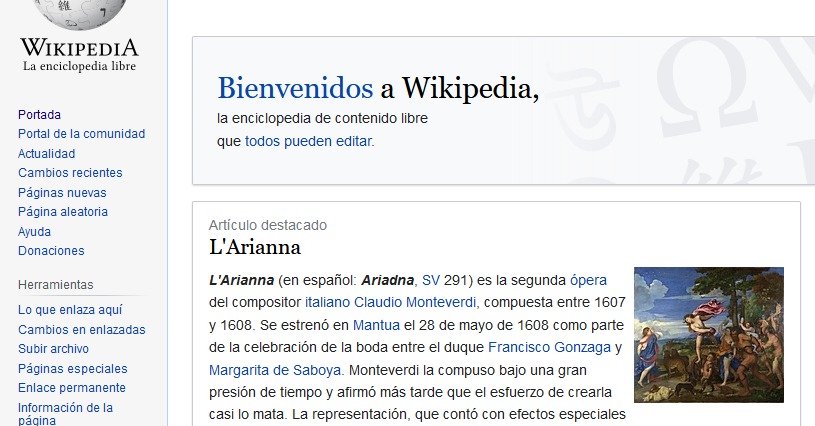 WIKIPEDIA
La enciclopedia libre
Portada
Portal de la comunidad
Actualidad
Cambios recientes
Páginas nuevas
Página aleatoria
Ayuda
Donaciones
Herramientas
Lo que enlaza aquí
Cambios en enlazadas
Subir archivo
Páginas especiales
Enlace permanente
Información de la
página
Bienvenidos a Wikipedia,
la enciclopedia de contenido libre
que todos pueden editar.
Artículo destacado
L'Arianna
L'Arianna (en español: Ariadna, SV 291) es la segunda ópera
del compositor italiano Claudio Monteverdi, compuesta entre 1607
y 1608. Se estrenó en Mantua el 28 de mayo de 1608 como parte
de la celebración de la boda entre el duque Francisco Gonzaga y
Margarita de Saboya. Monteverdi la compuso bajo una gran
presión de tiempo y afirmó más tarde que el esfuerzo de crearla
casi lo mata. La representación, que contó con efectos especiales